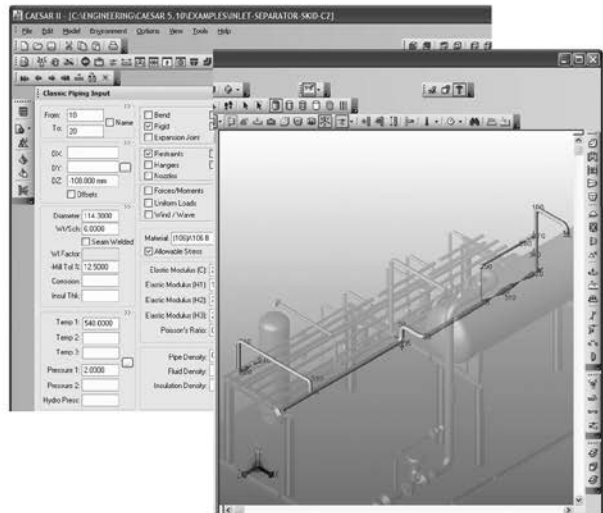 CAESAR II - [C:\ENGINEERING\CAESAR 5.10\EXAMPLES\INLET-SEPARATOR-SKID-C2]
File Edit Model Environment Options View Tools Help
Classic Piping Input
>>
From: 10
Name
To: 20
DX:
DY:
DZ: -108.000 mm
Offsets
>>
Diameter: 114.3000
Wt/Sch: 6.0000
Seam Welded
Wl Factor:
-Mill Tol %: 12.5000
Corrosion:
Insul Thk:
>>
Temp 1: 540.0000
Temp 2:
Temp 3:
Pressure 1: 2.0000
Pressure 2:
Hydro Press:
Bend
Rigid
Expansion Joint
Restraints
Hangers
Nozzles
Forces/Moments
Uniform Loads
Wind / Wave
Material: (106)A106 B
Allowable Stress
Elastic Modulus (C):
Elastic Modulus (H1):
Elastic Modulus (H2):
Elastic Modulus (H3):
Poisson's Ratio:
Pipe Density:
Fluid Density:
Insulation Density: